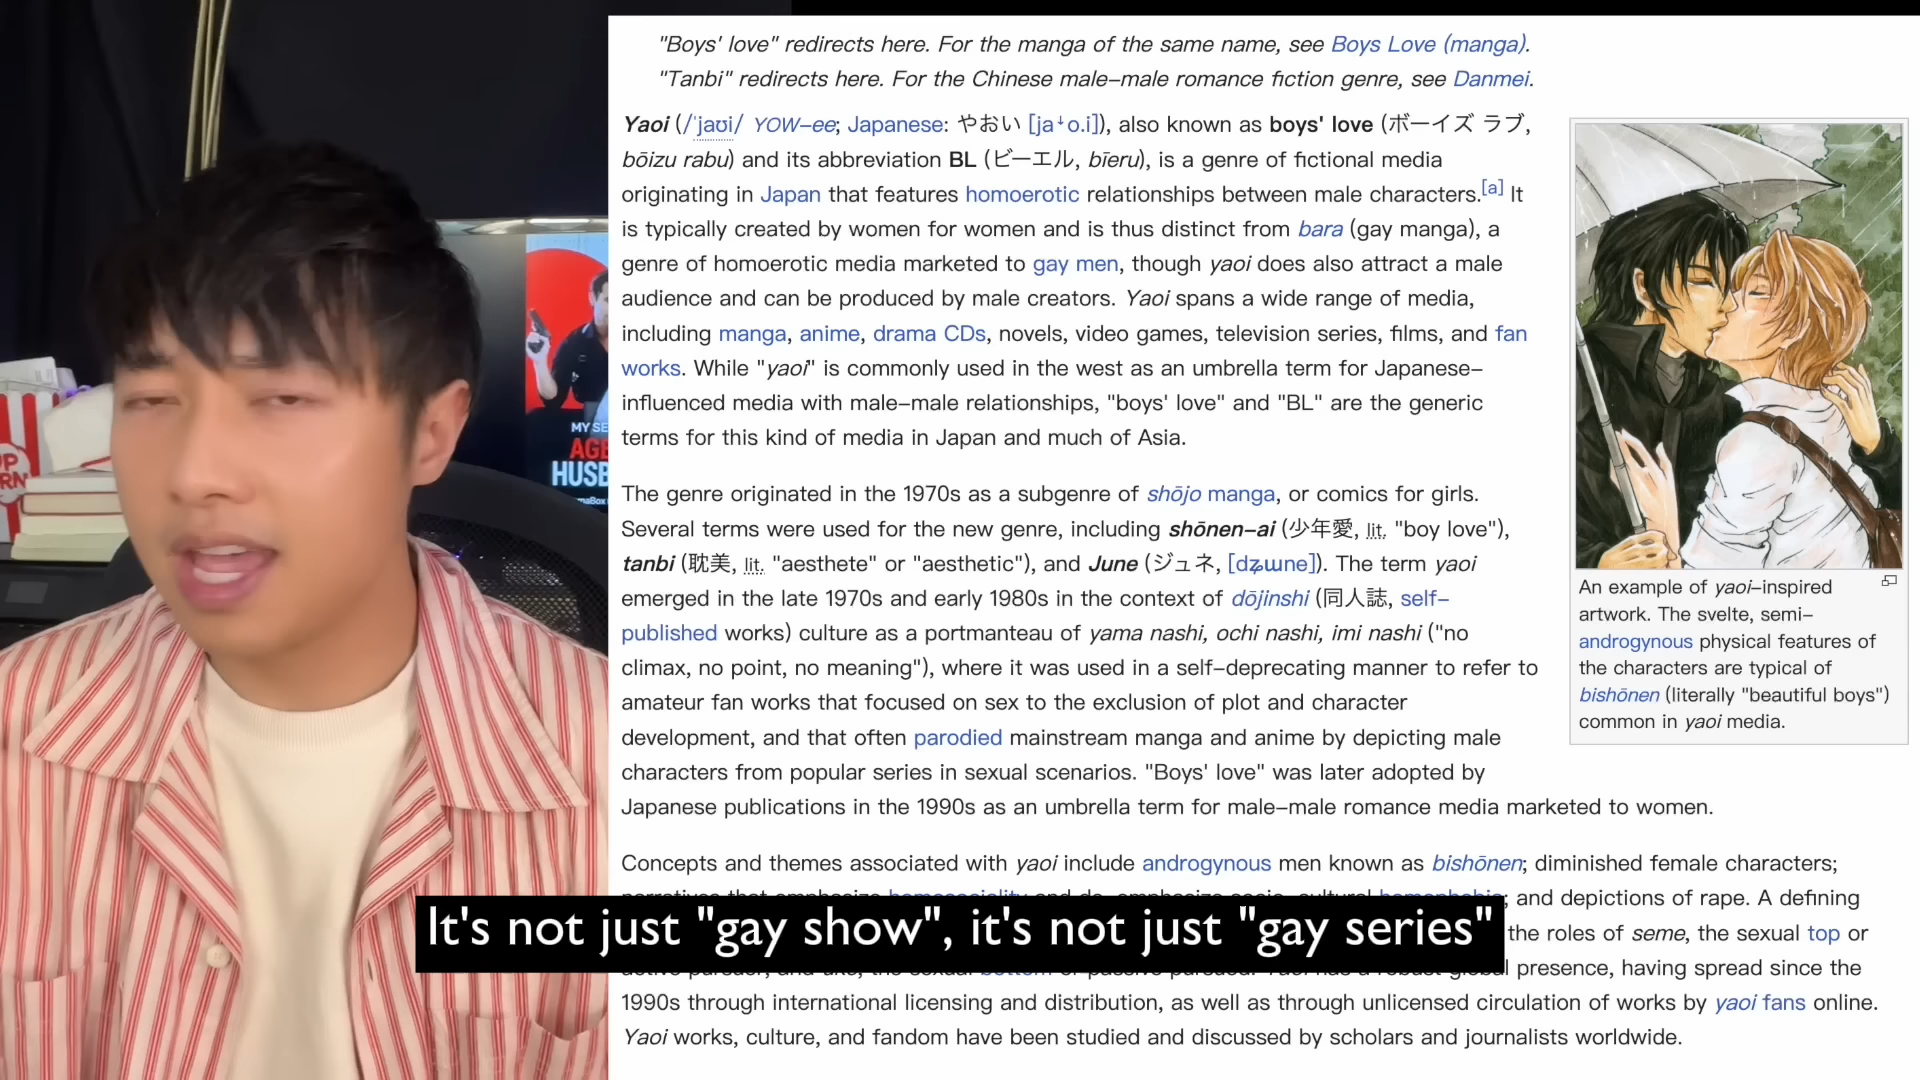 "Boys' love" redirects here. For the manga of the same name, see Boys Love (manga).
"Tanbi" redirects here. For the Chinese male–male romance fiction genre, see Danmei.
Yaoi (/ˈjaʊi/ YOW-ee; Japanese: やおい [jaꜜo.i]), also known as boys' love (ボーイズ ラブ,
bōizu rabu) and its abbreviation BL (ビーエル, bīeru), is a genre of fictional media
originating in Japan that features homoerotic relationships between male characters.[a] It
is typically created by women for women and is thus distinct from bara (gay manga), a
genre of homoerotic media marketed to gay men, though yaoi does also attract a male
audience and can be produced by male creators. Yaoi spans a wide range of media,
including manga, anime, drama CDs, novels, video games, television series, films, and fan
works. While "yaoi" is commonly used in the west as an umbrella term for Japanese-
influenced media with male–male relationships, "boys' love" and "BL" are the generic
terms for this kind of media in Japan and much of Asia.
The genre originated in the 1970s as a subgenre of shōjo manga, or comics for girls.
Several terms were used for the new genre, including shōnen-ai (少年愛, lit. "boy love"),
tanbi (耽美, lit. "aesthete" or "aesthetic"), and June (ジュネ, [dʑɯne]). The term yaoi
emerged in the late 1970s and early 1980s in the context of dōjinshi (同人誌, self-
published works) culture as a portmanteau of yama nashi, ochi nashi, imi nashi ("no
climax, no point, no meaning"), where it was used in a self-deprecating manner to refer to
amateur fan works that focused on sex to the exclusion of plot and character
development, and that often parodied mainstream manga and anime by depicting male
characters from popular series in sexual scenarios. "Boys' love" was later adopted by
Japanese publications in the 1990s as an umbrella term for male–male romance media marketed to women.
Concepts and themes associated with yaoi include androgynous men known as bishōnen; diminished female characters;
; and depictions of rape. A defining
the roles of seme, the sexual top or
presence, having spread since the
1990s through international licensing and distribution, as well as through unlicensed circulation of works by yaoi fans online.
Yaoi works, culture, and fandom have been studied and discussed by scholars and journalists worldwide.
An example of yaoi-inspired
artwork. The svelte, semi-
androgynous physical features of
the characters are typical of
bishōnen (literally "beautiful boys")
common in yaoi media.
It's not just "gay show", it's not just "gay series"
MY SE
AGE
HUSB
maBox
UP
RN